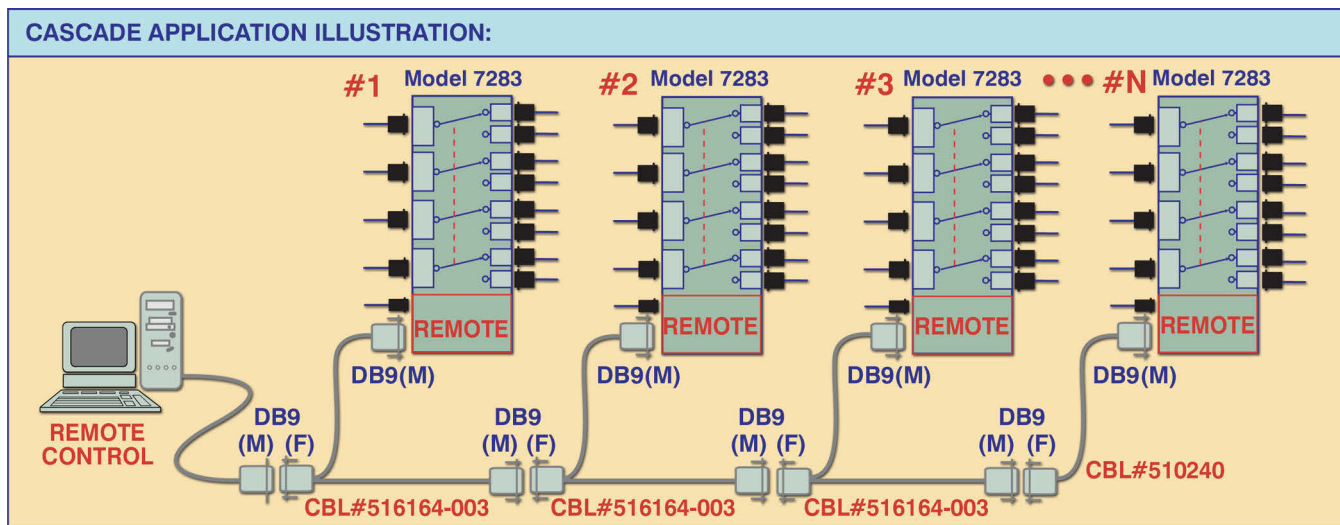 CASCADE APPLICATION ILLUSTRATION:
#1 Model 7283
#2 Model 7283
#3 Model 7283 ••• #N Model 7283
REMOTE
REMOTE
REMOTE
REMOTE
DB9(M)
DB9(M)
DB9(M)
DB9(M)
REMOTE
CONTROL
DB9
(M) (F)
DB9
(M) (F)
DB9
(M) (F)
DB9
(M) (F)
CBL#516164-003
CBL#516164-003
CBL#516164-003
CBL#510240